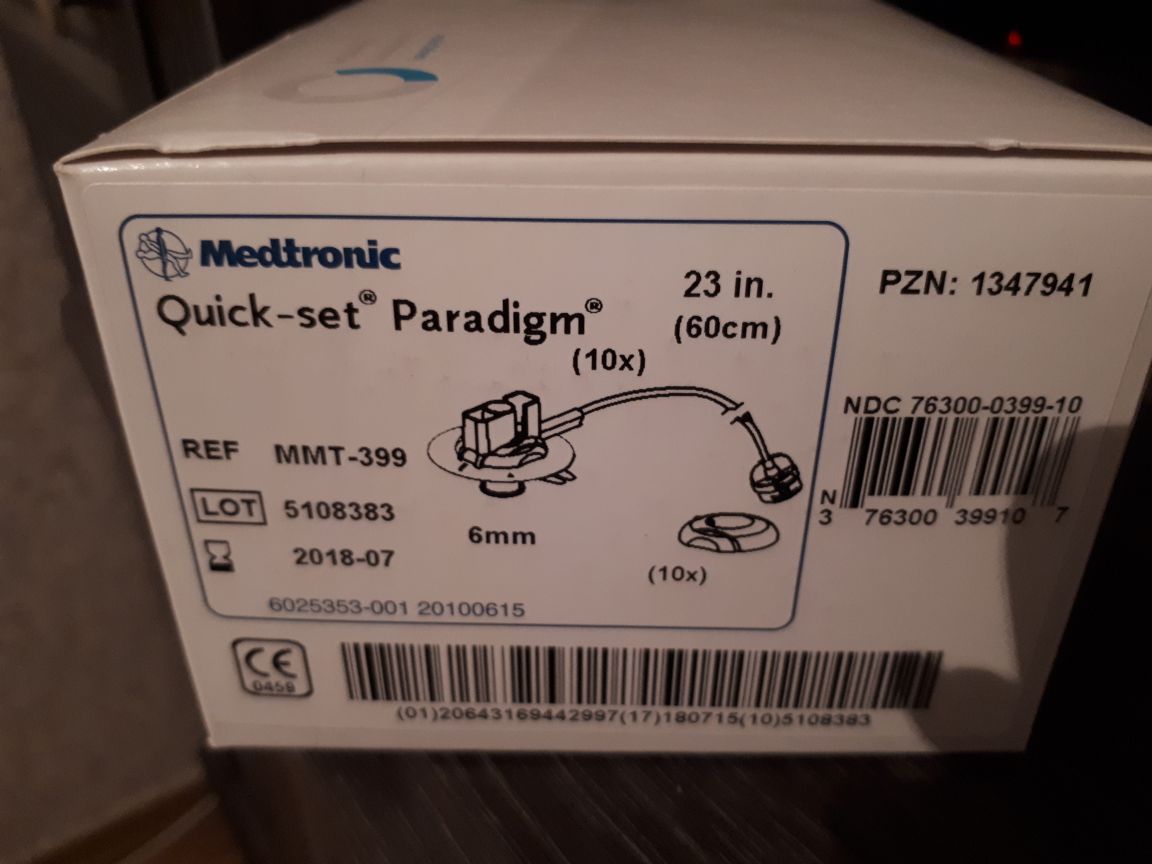 Medtronic
Quick-set® Paradigm®
(10x)
23 in.
(60cm)
PZN: 1347941
REF MMT-399
LOT 5108383
2018-07
6mm
(10x)
6025353-001 20100615
NDC 76300-0399-10
N
3 76300 39910 7
CE
0459
(01)20643169442997(17)180715(10)5108383